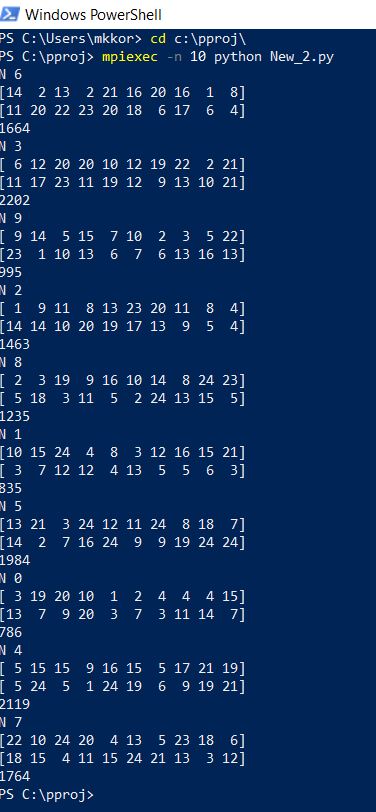 Windows PowerShell
PS C:\Users\mkkor> cd c:\pproj\
PS C:\pproj> mpiexec -n 10 python New_2.py
N 6
[14  2 13  2 21 16 20 16  1  8]
[11 20 22 23 20 18  6 17  6  4]
1664
N 3
[ 6 12 20 20 10 12 19 22  2 21]
[11 17 23 11 19 12  9 13 10 21]
2202
N 9
[ 9 14  5 15  7 10  2  3  5 22]
[23  1 10 13  6  7  6 13 16 13]
995
N 2
[ 1  9 11  8 13 23 20 11  8  4]
[14 14 10 20 19 17 13  9  5  4]
1463
N 8
[ 2  3 19  9 16 10 14  8 24 23]
[ 5 18  3 11  5  2 24 13 15  5]
1235
N 1
[10 15 24  4  8  3 12 16 15 21]
[ 3  7 12 12  4 13  5  5  6  3]
835
N 5
[13 21  3 24 12 11 24  8 18  7]
[14  2  7 16 24  9  9 19 24 24]
1984
N 0
[ 3 19 20 10  1  2  4  4  4 15]
[13  7  9 20  3  7  3 11 14  7]
786
N 4
[ 5 15 15  9 16 15  5 17 21 19]
[ 5 24  5  1 24 19  6  9 19 21]
2119
N 7
[22 10 24 20  4 13  5 23 18  6]
[18 15  4 11 15 24 21 13  3 12]
1764
PS C:\pproj>